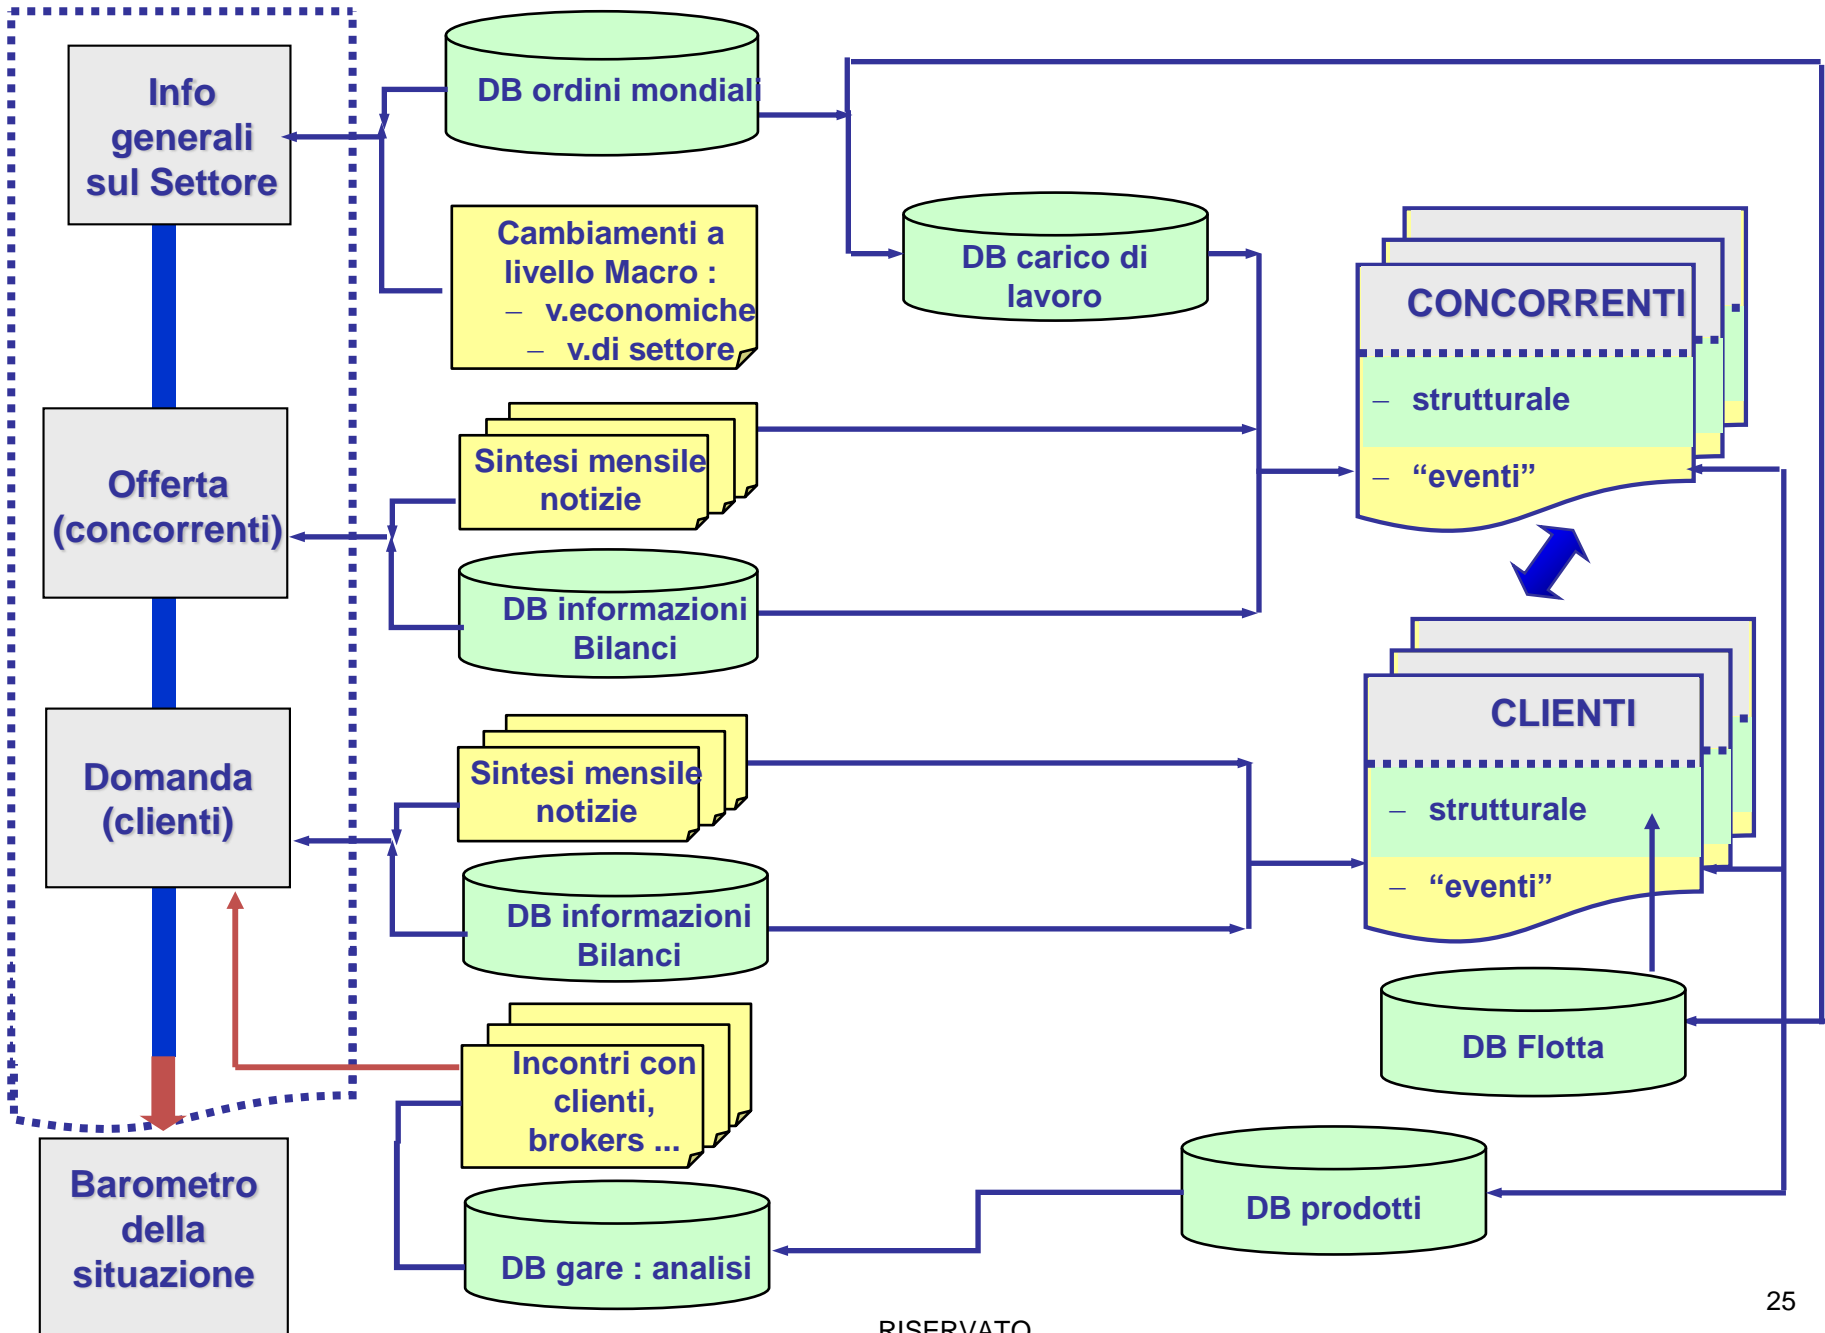 Info
generali
sul Settore
DB ordini mondiali
Cambiamenti a
livello Macro :
– v.economiche
– v.di settore
DB carico di
lavoro
CONCORRENTI
– strutturale
– “eventi”
Offerta
(concorrenti)
Sintesi mensile
notizie
DB informazioni
Bilanci
Domanda
(clienti)
Sintesi mensile
notizie
DB informazioni
Bilanci
CLIENTI
– strutturale
– “eventi”
DB Flotta
Incontri con
clienti,
brokers ...
Barometro
della
situazione
DB gare : analisi
DB prodotti
25
RISERVATO